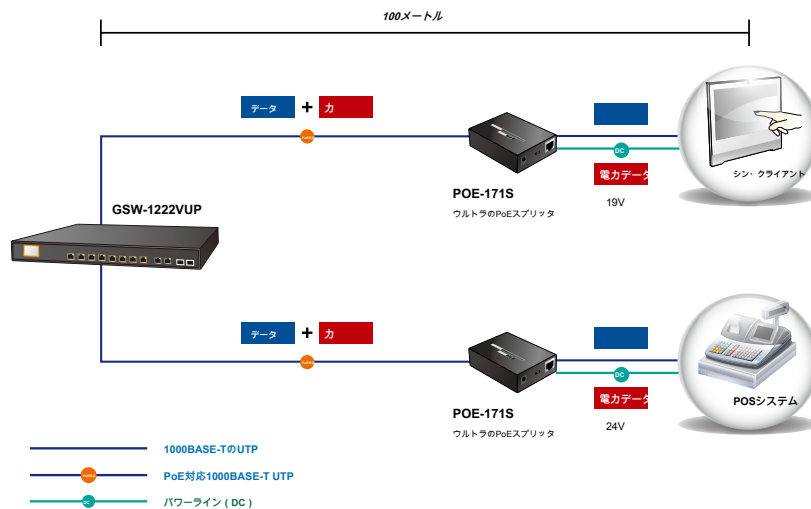 100メートル
データ + 力
POE-171S
ウルトラのPoEスプリッタ
DC
電力データ
19V
シン・クライアント
GSW-1222VUP
データ + 力
POE-171S
ウルトラのPoEスプリッタ
DC
電力データ
24V
POSシステム
1000BASE-TのUTP
PoE対応1000BASE-T UTP
DC
パワーライン ( DC )